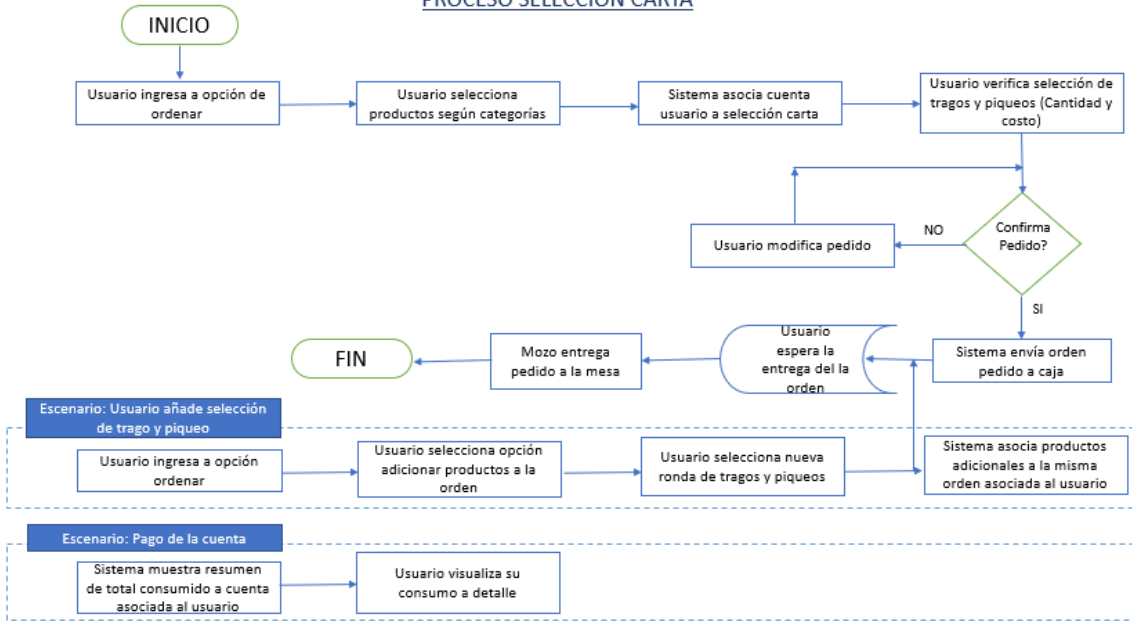 PROCESO SELECCIÓN CARTA
INICIO
Usuario ingresa a opción de
ordenar
Usuario selecciona
productos según categorías
Sistema asocia cuenta
usuario a selección carta
Usuario verifica selección de
tragos y piqueos (Cantidad y
costo)
Confirma
Pedido?
NO
Usuario modifica pedido
SI
Sistema envía orden
pedido a caja
Usuario
espera la
entrega del la
orden
Mozo entrega
pedido a la mesa
FIN
Escenario: Usuario añade selección
de trago y piqueo
Usuario ingresa a opción
ordenar
Usuario selecciona opción
adicionar productos a la
orden
Usuario selecciona nueva
ronda de tragos y piqueos
Sistema asocia productos
adicionales a la misma
orden asociada al usuario
Escenario: Pago de la cuenta
Sistema muestra resumen
de total consumido a cuenta
asociada al usuario
Usuario visualiza su
consumo a detalle